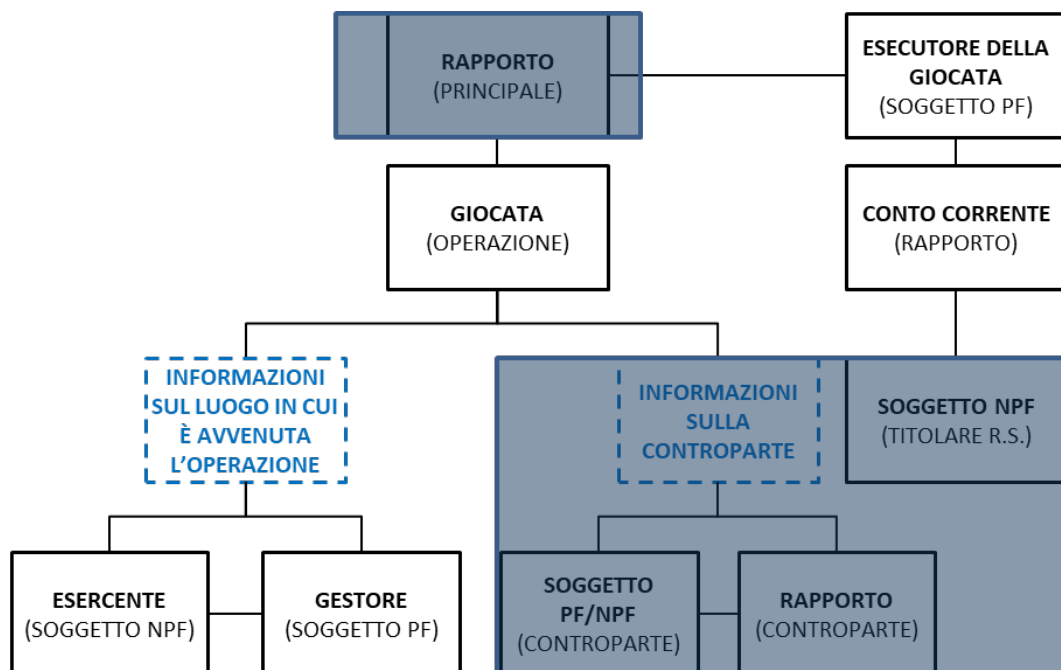 RAPPORTO
(PRINCIPALE)
ESECUTORE DELLA
GIOCATA
(SOGGETTO PF)
GIOCATA
(OPERAZIONE)
CONTO CORRENTE
(RAPPORTO)
INFORMAZIONI
SUL LUOGO IN CUI
È AVVENUTA
L’OPERAZIONE
INFORMAZIONI
SULLA
CONTROPARTE
SOGGETTO NPF
(TITOLARE R.S.)
ESERCENTE
(SOGGETTO NPF)
GESTORE
(SOGGETTO PF)
SOGGETTO
PF/NPF
(CONTROPARTE)
RAPPORTO
(CONTROPARTE)